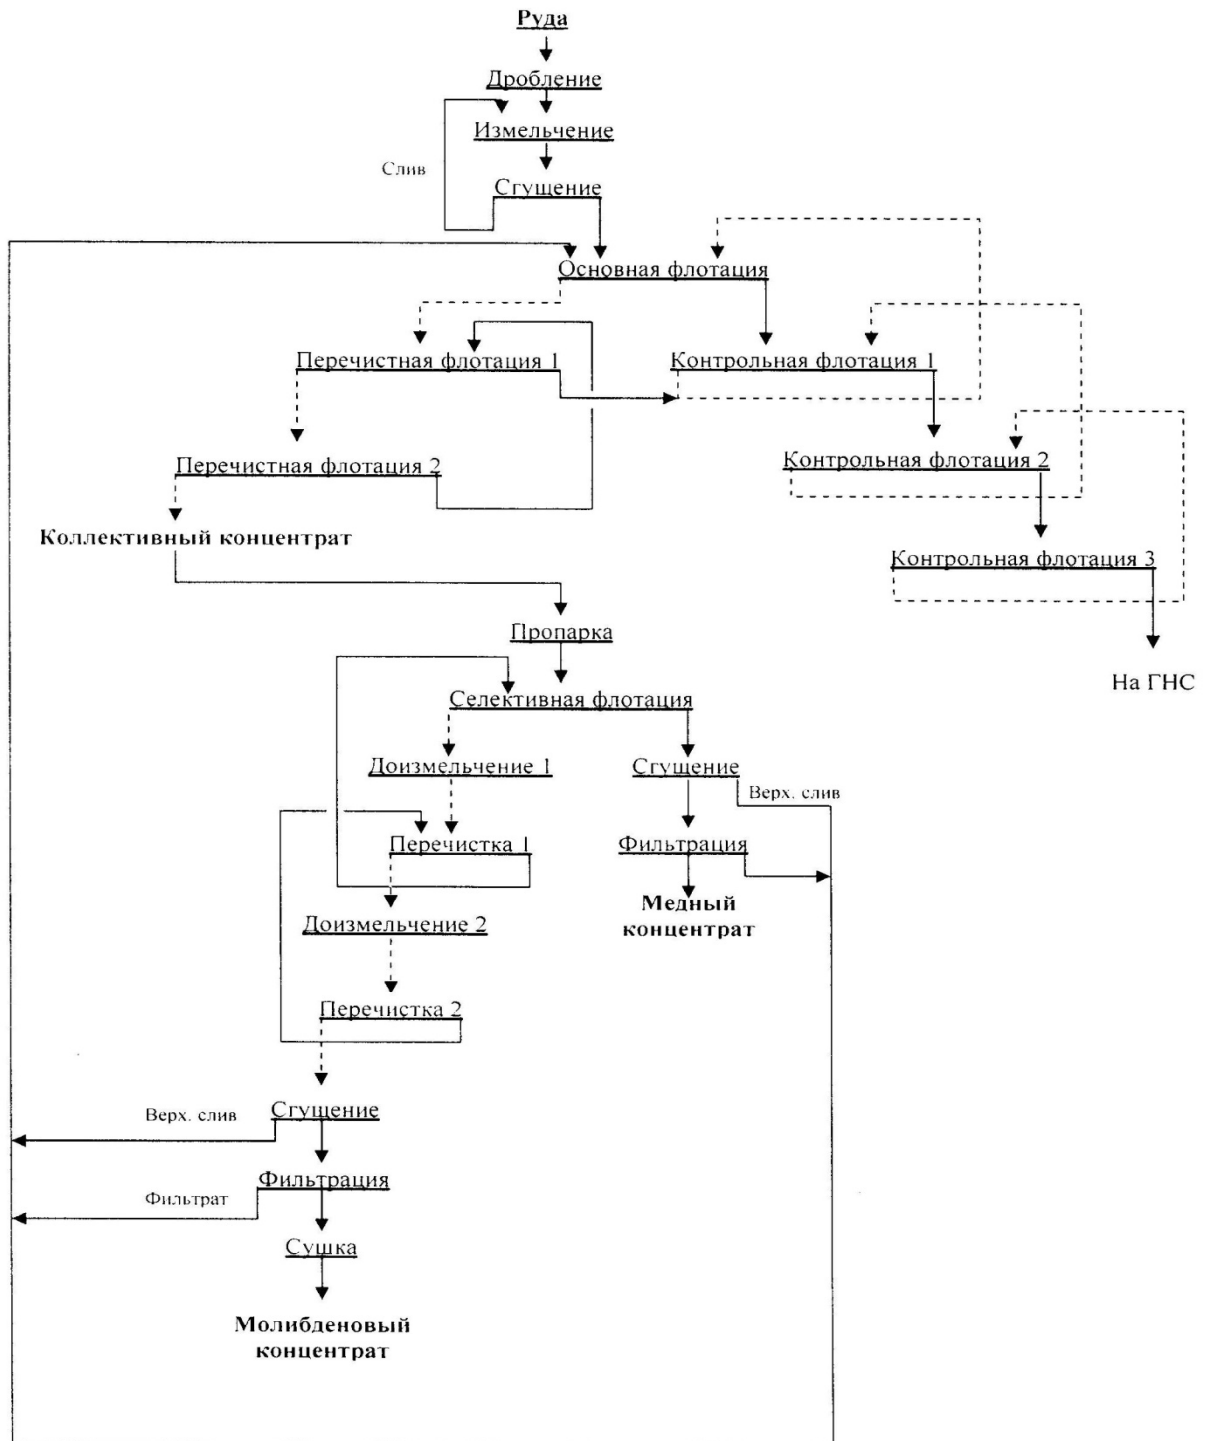 Руда
Дробление
Измельчение
Слив
Сгущение
Основная флотация
Перечистная флотация 1
Контрольная флотация 1
Перечистная флотация 2
Контрольная флотация 2
Коллективный концентрат
Контрольная флотация 3
Пропарка
На ГНС
Селективная флотация
Доизмельчение 1
Сгущение
Верх. слив
Перечистка 1
Фильтрация
Медный
концентрат
Доизмельчение 2
Перечистка 2
Верх. слив
Сгущение
Фильтрация
Фильтрат
Сушка
Молибденовый
концентрат